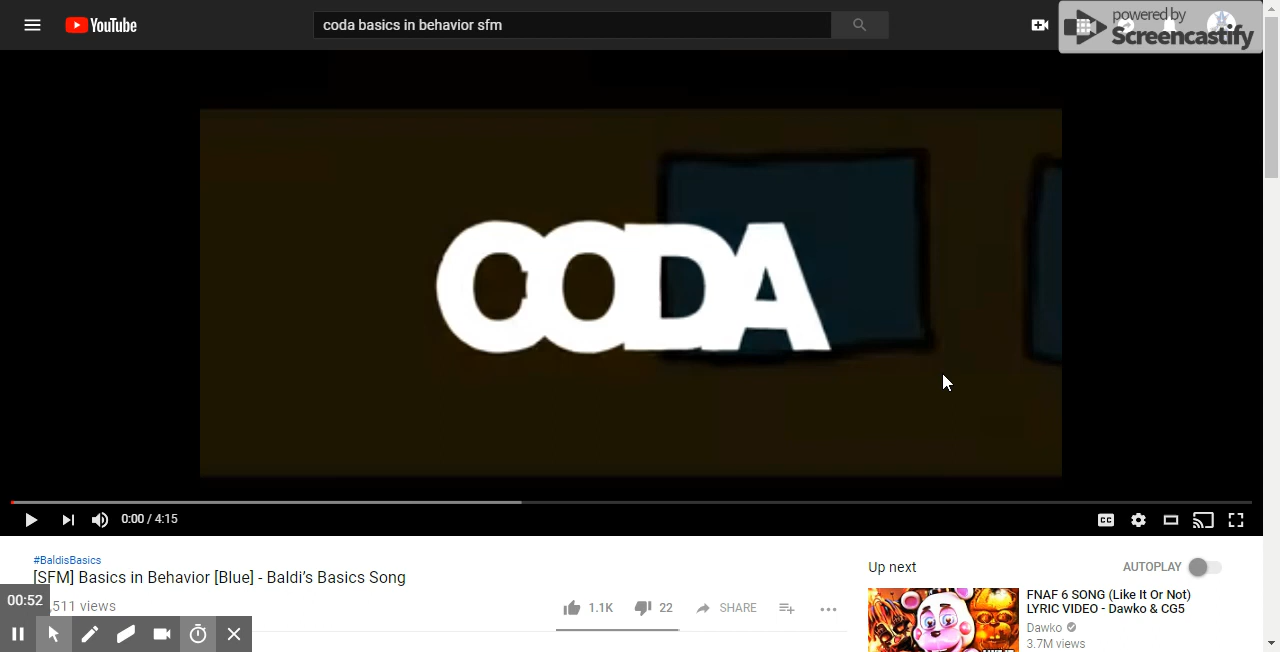 YouTube
coda basics in behavior sfm
powered by
Screencastify
CODA
0:00 / 4:15
CC
#BaldisBasics
[SFM] Basics in Behavior [Blue] - Baldi's Basics Song
,511 views
1.1K
22
SHARE
00:52
Up next
AUTOPLAY
FNAF 6 SONG (Like It Or Not)
LYRIC VIDEO - Dawko & CG5
Dawko
3.7M views